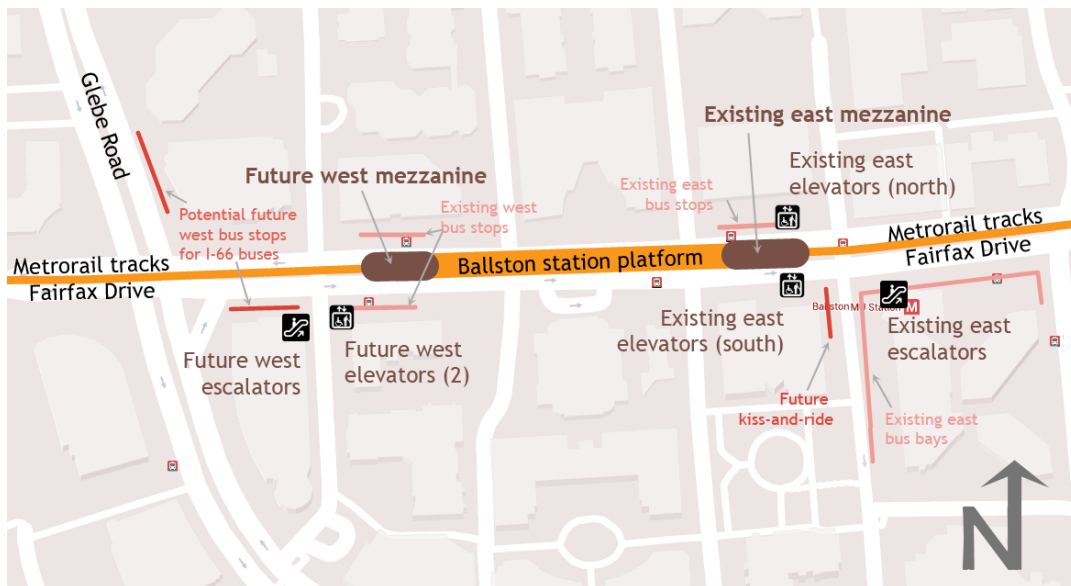 Glebe Road
Existing east mezzanine
Existing east
elevators (north)
Future west mezzanine
Existing east
bus stops
Existing west
bus stops
Potential future
west bus stops
for I-66 buses
Metrorail tracks
Fairfax Drive
Ballston station platform
Metrorail tracks
Fairfax Drive
Ballston
Station
M
Future west
escalators
Future west
elevators (2)
Existing east
elevators (south)
Existing east
escalators
Future
kiss-and-ride
Existing east
bus bays
N